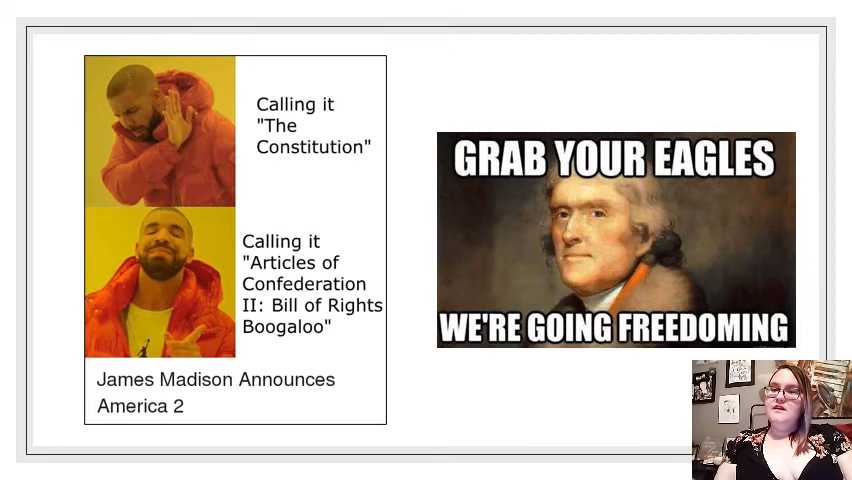 Calling it
"The
Constitution"
Calling it
"Articles of
Confederation
II: Bill of Rights
Boogaloo"
James Madison Announces
America 2
GRAB YOUR EAGLES
WE'RE GOING FREEDOMING